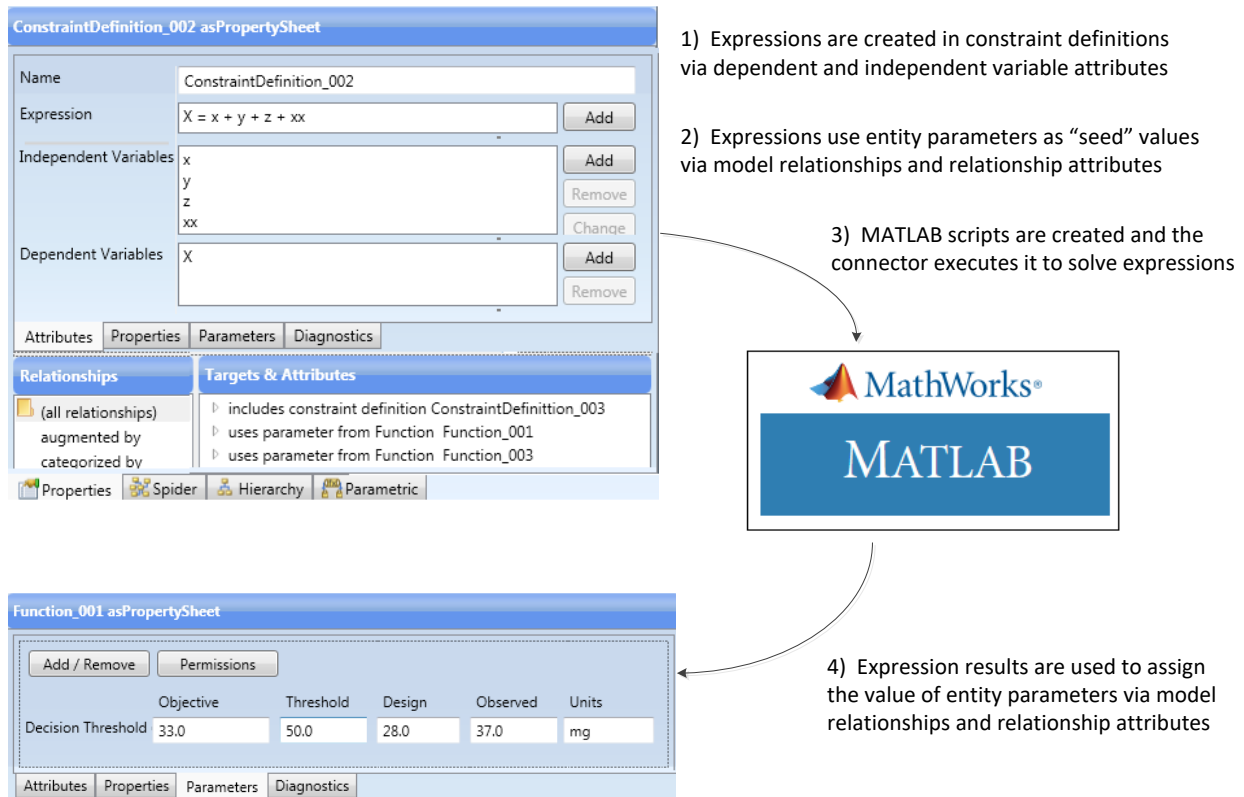 ConstraintDefinition_002 asPropertySheet
Name
ConstraintDefinition_002
Expression
X = x + y + z + xx
Add
Independent Variables
x
y
z
xx
Add
Remove
Change
Dependent Variables
X
Add
Remove
Attributes Properties Parameters Diagnostics
Relationships
(all relationships)
augmented by
categorized by
Targets & Attributes
includes constraint definition ConstraintDefinittion_003
uses parameter from Function Function_001
uses parameter from Function Function_003
Properties Spider Hierarchy Parametric
1) Expressions are created in constraint definitions
via dependent and independent variable attributes
2) Expressions use entity parameters as “seed” values
via model relationships and relationship attributes
3) MATLAB scripts are created and the
connector executes it to solve expressions
MathWorks®
MATLAB
Function_001 asPropertySheet
Add / Remove Permissions
Objective Threshold Design Observed Units
Decision Threshold 33.0 50.0 28.0 37.0 mg
Attributes Properties Parameters Diagnostics
4) Expression results are used to assign
the value of entity parameters via model
relationships and relationship attributes